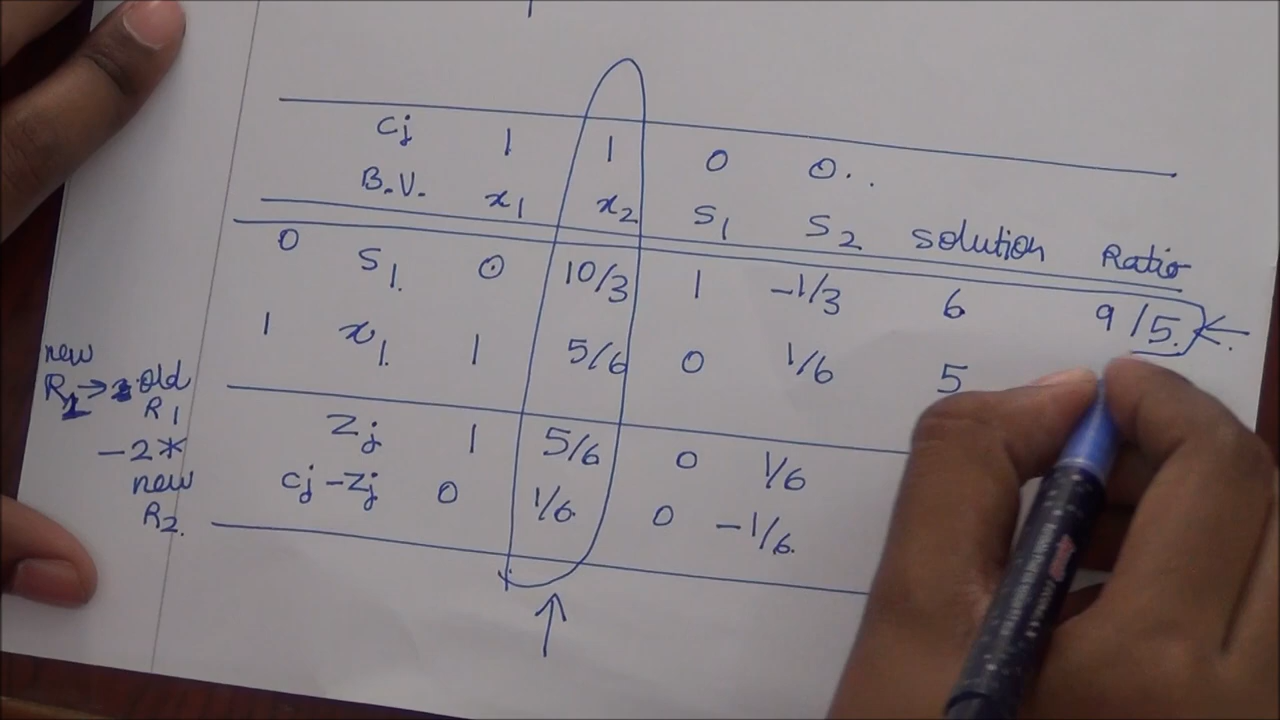 Cj 1 1 0 0..
B.V. x1 x2 S1 S2 solution Ratio
0 S1. 0 10/3 1 -1/3 6 9/5.
1 x1. 1 5/6 0 1/6 5
Zj 1 5/6 0 1/6
Cj-Zj 0 1/6. 0 -1/6.
new
R1→ old
R1
-2*
new
R2.